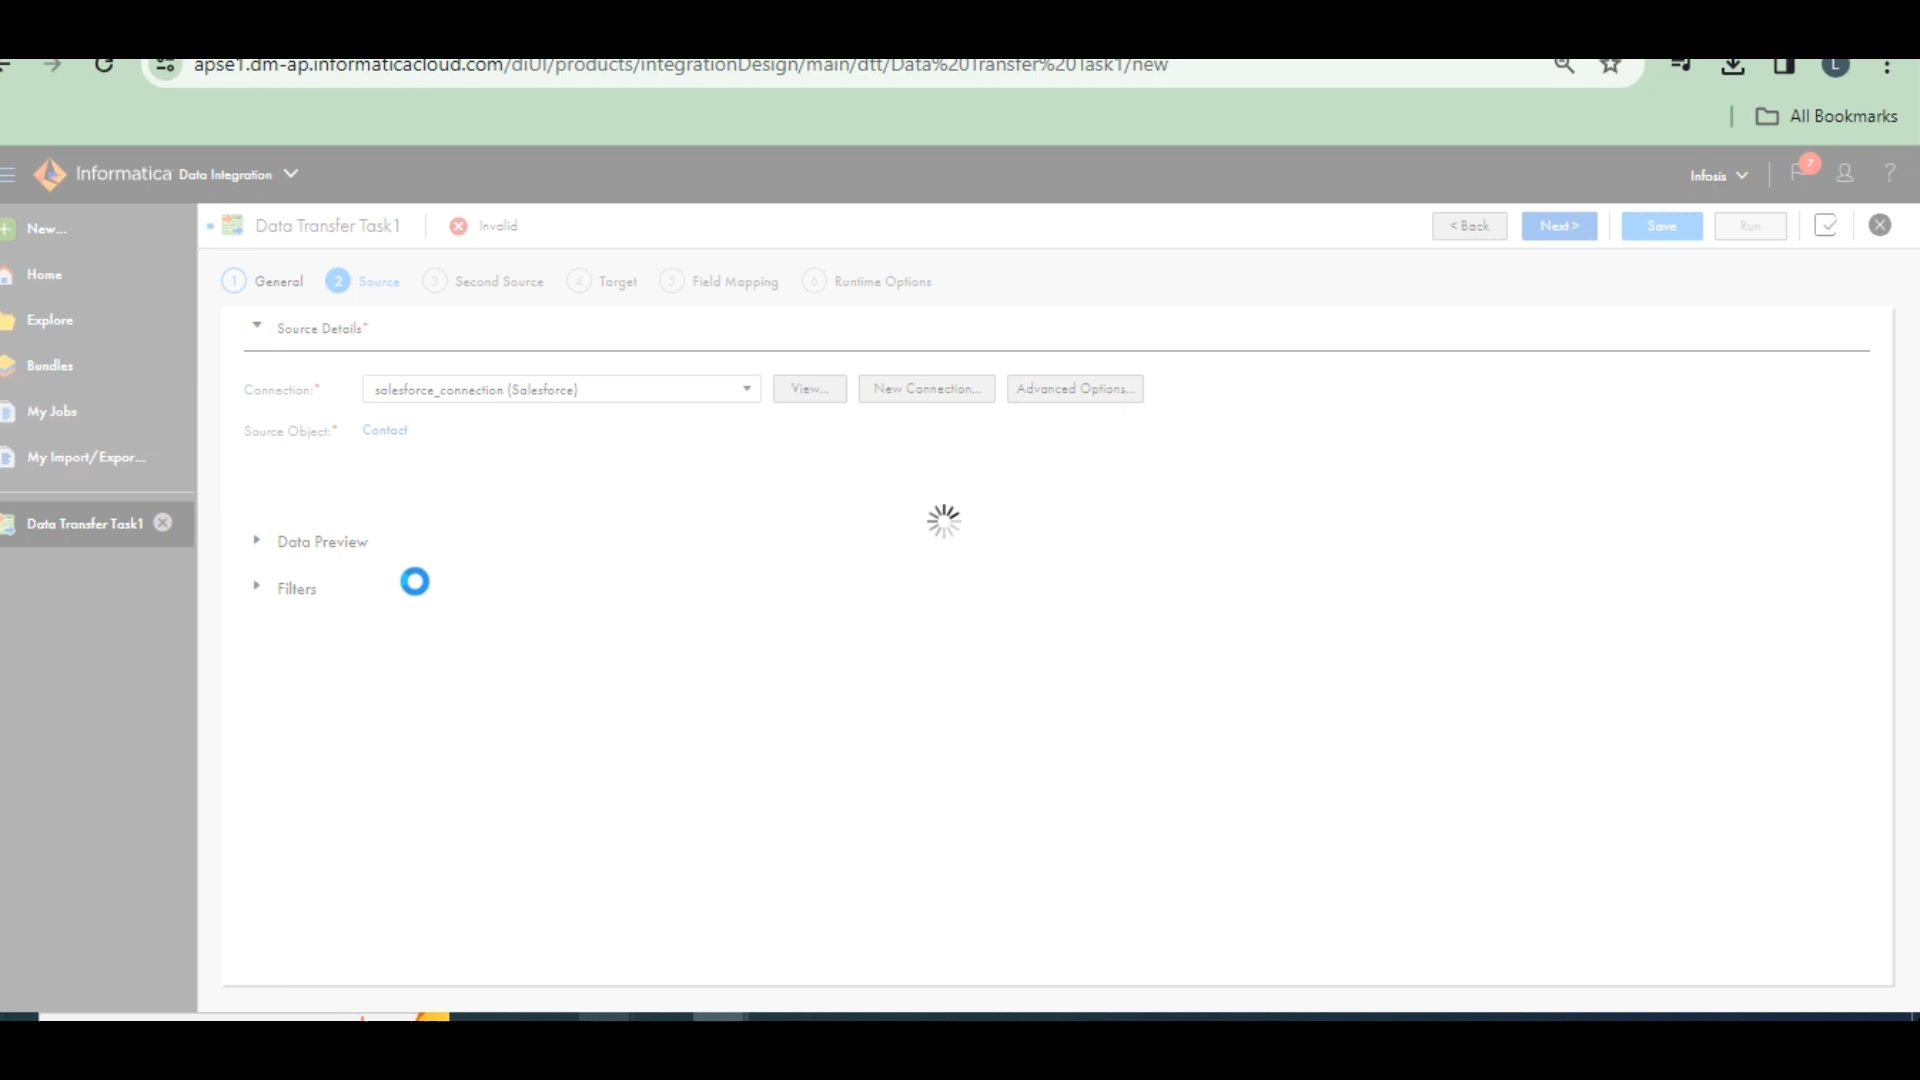 apse1.dm-ap.informaticacloud.com/diUI/products/integrationDesign/main/dtt/Data%20Transfer%20Task1/new
L
All Bookmarks
Informatica Data Integration
Infosis
7
?
New...
Data Transfer Task1
Invalid
< Back
Next >
Save
Run
Home
1 General
2 Source
3 Second Source
4 Target
5 Field Mapping
6 Runtime Options
Explore
Source Details*
Bundles
Connection:*
salesforce_connection (Salesforce)
View...
New Connection...
Advanced Options...
My Jobs
Source Object:*
Contact
My Import/Expor...
Data Transfer Task1
Data Preview
Filters